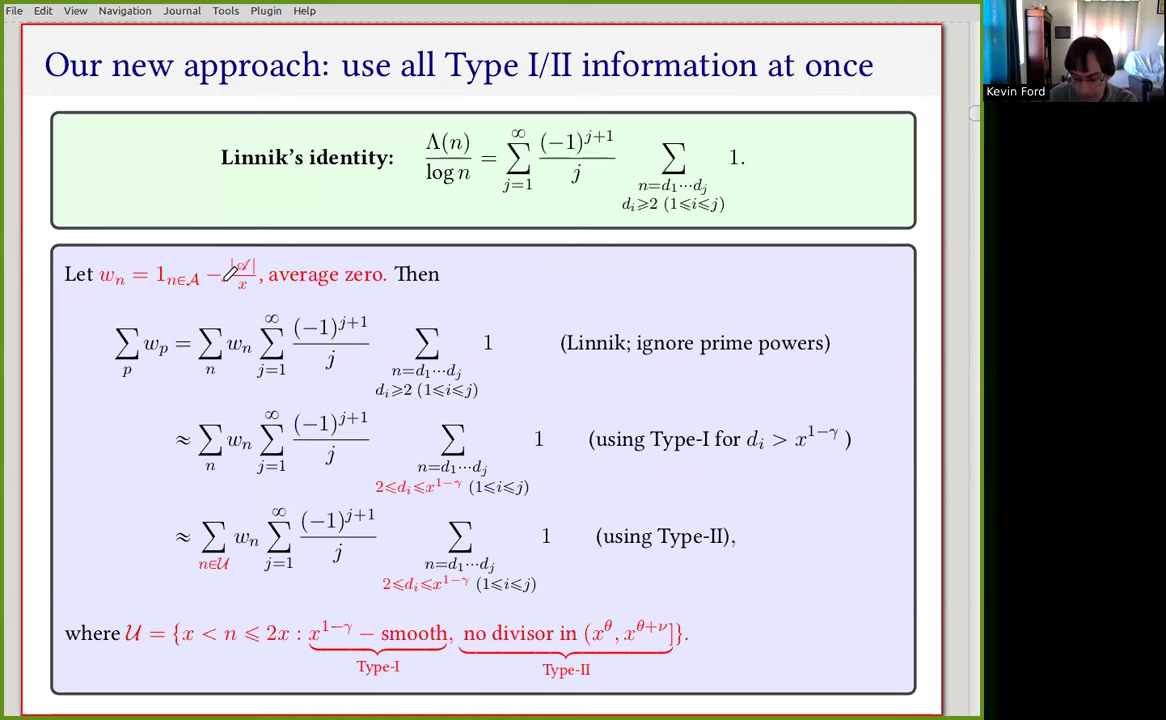 File Edit View Navigation Journal Tools Plugin Help
Our new approach: use all Type I/II information at once
Linnik's identity: Λ(n)/log n = ∑_{j=1}^{∞} (-1)^{j+1}/j ∑_{n=d₁⋯d_j, d_i⩾2 (1⩽i⩽j)} 1.
Let w_n = 1_{n∈𝒜} − |𝒜|/x, average zero. Then
∑_p w_p = ∑_n w_n ∑_{j=1}^{∞} (-1)^{j+1}/j ∑_{n=d₁⋯d_j, d_i⩾2 (1⩽i⩽j)} 1 (Linnik; ignore prime powers)
≈ ∑_n w_n ∑_{j=1}^{∞} (-1)^{j+1}/j ∑_{n=d₁⋯d_j, 2⩽d_i⩽x^{1−γ} (1⩽i⩽j)} 1 (using Type-I for d_i > x^{1−γ} )
≈ ∑_{n∈𝒰} w_n ∑_{j=1}^{∞} (-1)^{j+1}/j ∑_{n=d₁⋯d_j, 2⩽d_i⩽x^{1−γ} (1⩽i⩽j)} 1 (using Type-II),
where 𝒰 = {x < n ⩽ 2x : x^{1−γ} − smooth, no divisor in (x^θ, x^{θ+ν}]}.
Type-I Type-II
Kevin Ford